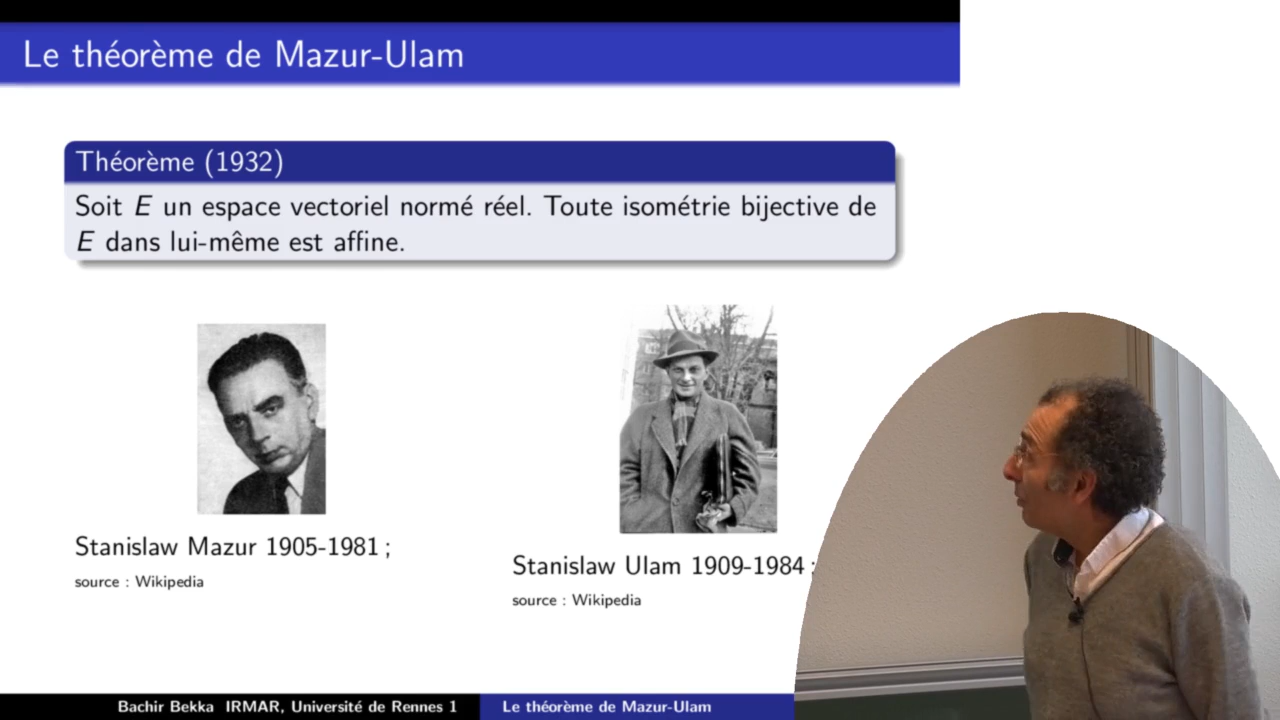 Le théorème de Mazur-Ulam
Théorème (1932)
Soit E un espace vectoriel normé réel. Toute isométrie bijective de
E dans lui-même est affine.
Stanislaw Mazur 1905-1981 ;
source : Wikipedia
Stanislaw Ulam 1909-1984 ;
source : Wikipedia
Bachir Bekka IRMAR, Université de Rennes 1
Le théorème de Mazur-Ulam